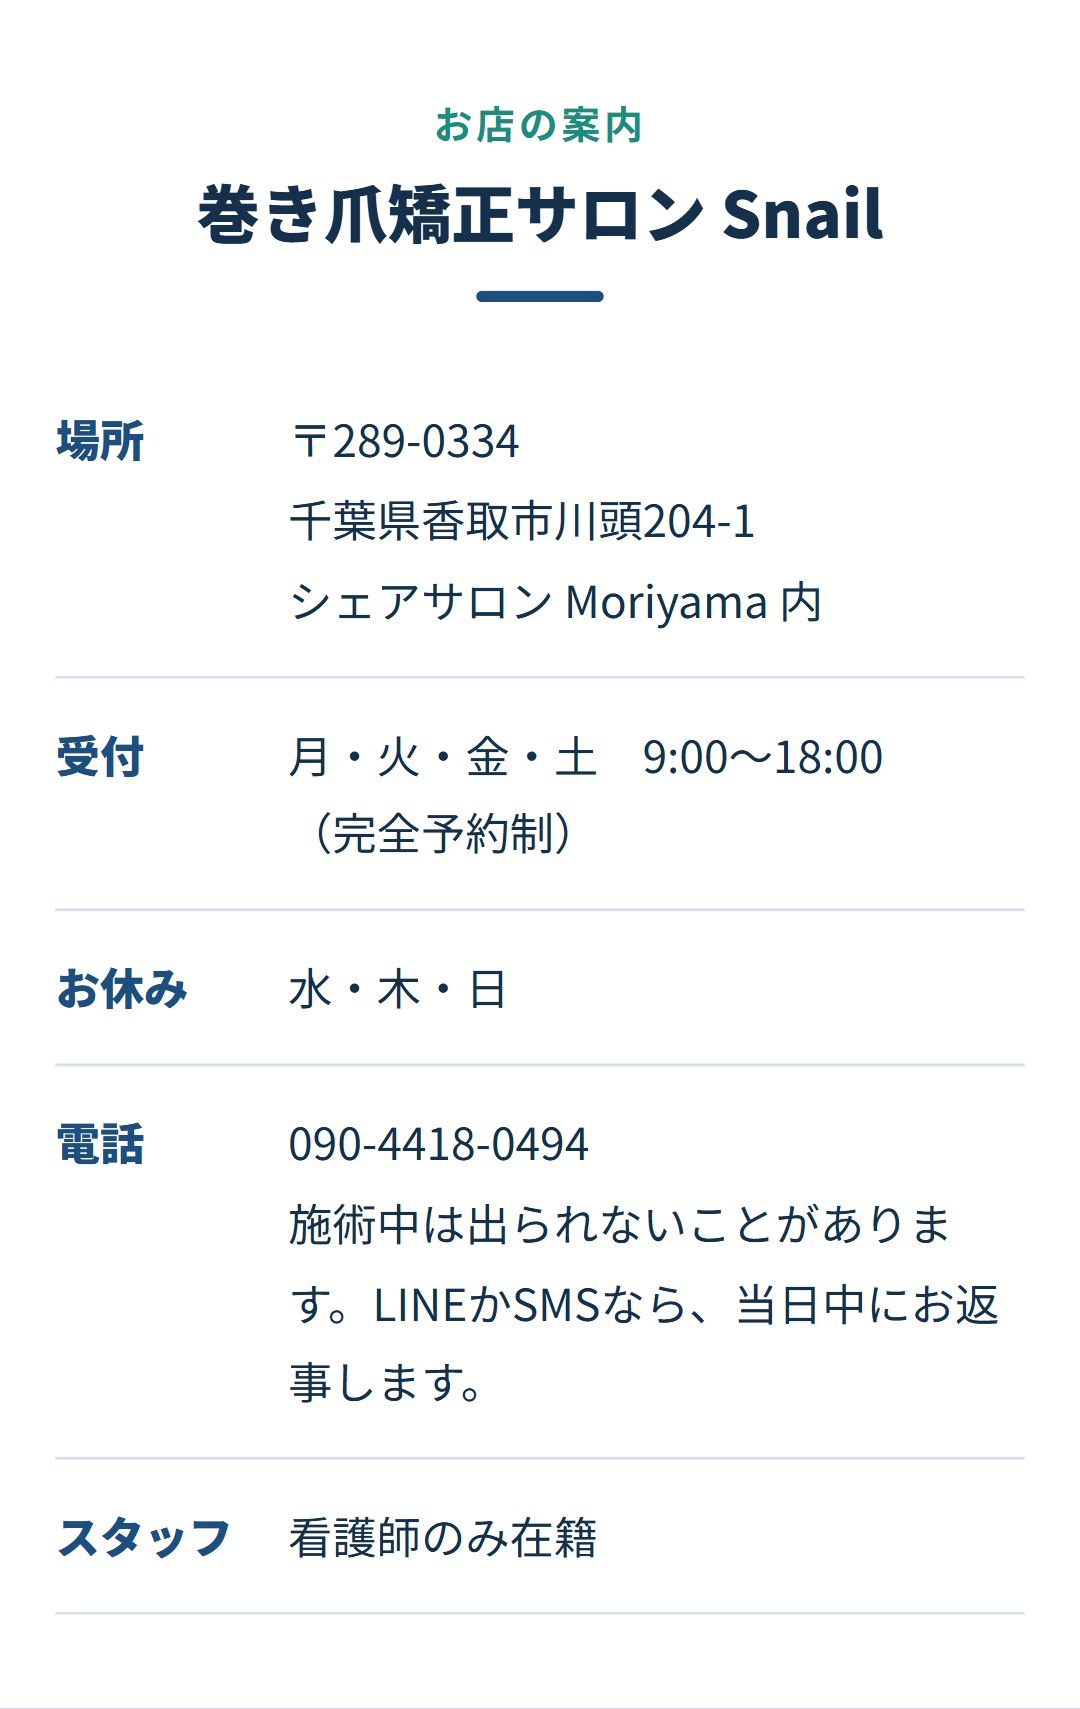 お店の案内
巻き爪矯正サロン Snail
場所
〒289-0334
千葉県香取市川頭204-1
シェアサロン Moriyama 内
受付
月・火・金・土　9:00〜18:00
（完全予約制）
お休み
水・木・日
電話
090-4418-0494
施術中は出られないことがありま
す。LINEかSMSなら、当日中にお返
事します。
スタッフ
看護師のみ在籍